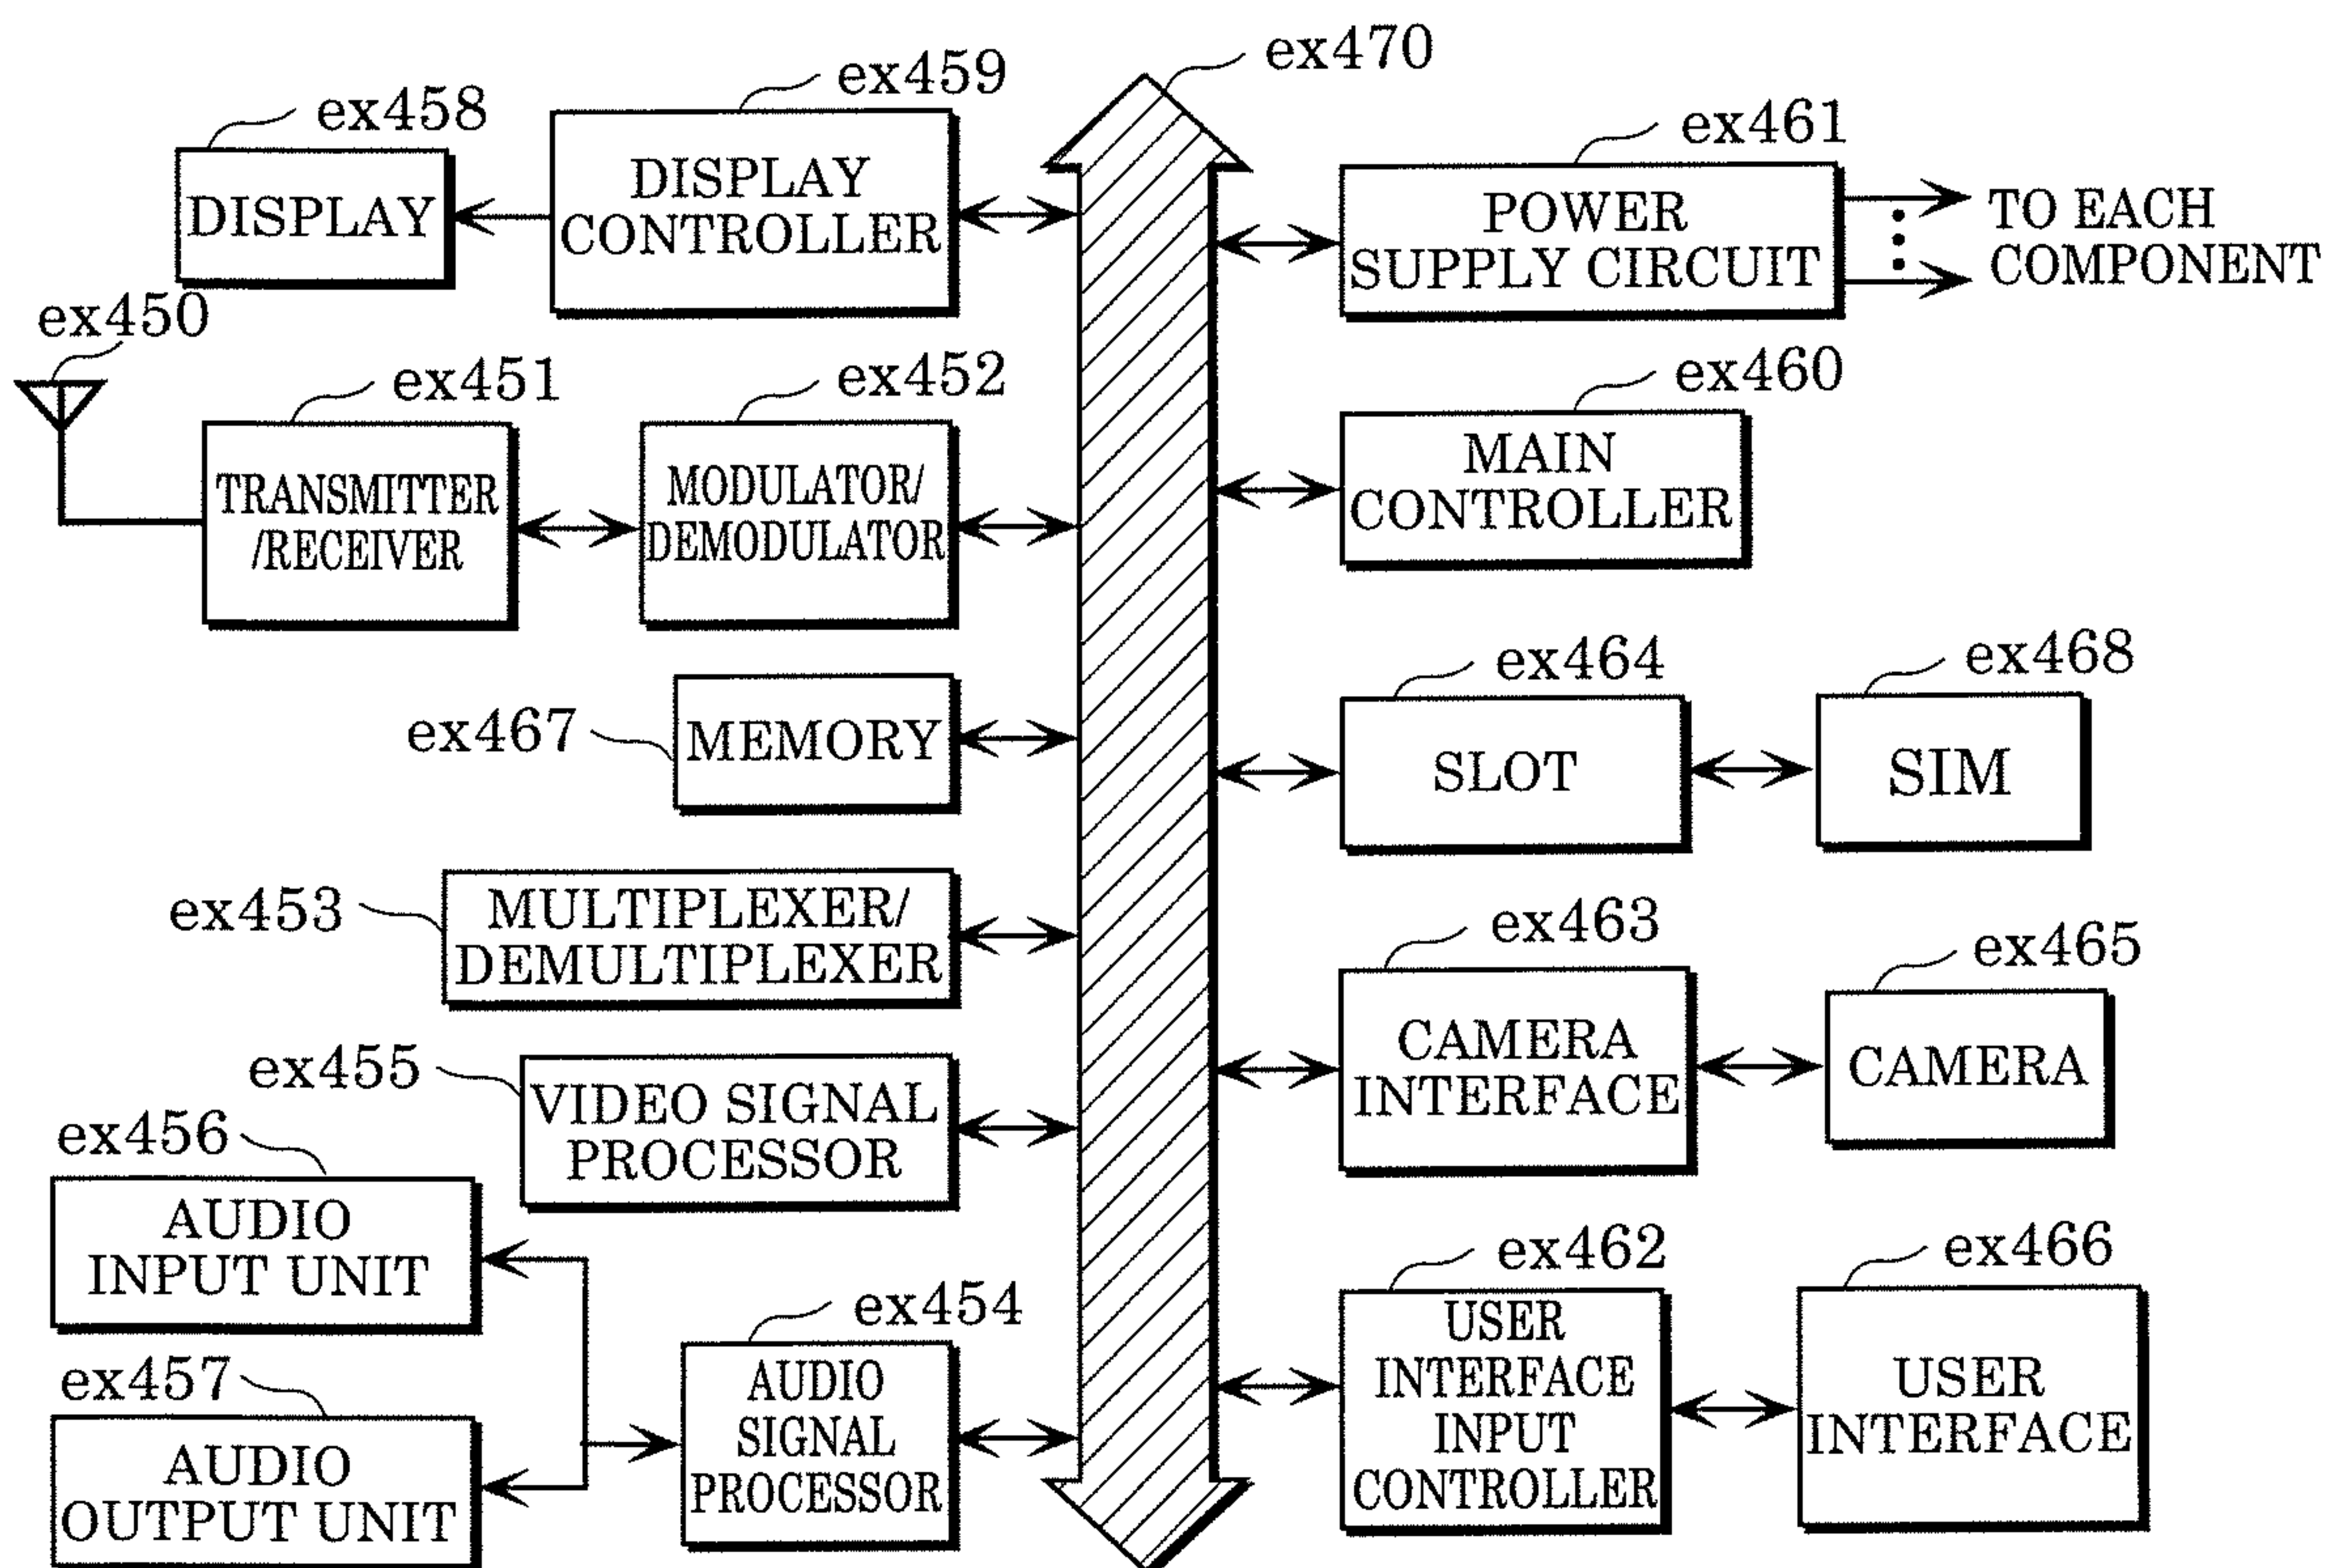 ex470
ex459
ex458
DISPLAY
CONTROLLER
DISPLAY
ex461
POWER
SUPPLY CIRCUIT
TO EACH
COMPONENT
ex450
ex451
ex452
TRANSMITTER
/RECEIVER
MODULATOR/
DEMODULATOR
ex460
MAIN
CONTROLLER
ex467
MEMORY
ex464
SLOT
ex468
SIM
ex453
MULTIPLEXER/
DEMULTIPLEXER
ex463
CAMERA
INTERFACE
ex465
CAMERA
ex455
VIDEO SIGNAL
PROCESSOR
ex456
AUDIO
INPUT UNIT
ex457
AUDIO
OUTPUT UNIT
ex454
AUDIO
SIGNAL
PROCESSOR
ex462
USER
INTERFACE
INPUT
CONTROLLER
ex466
USER
INTERFACE